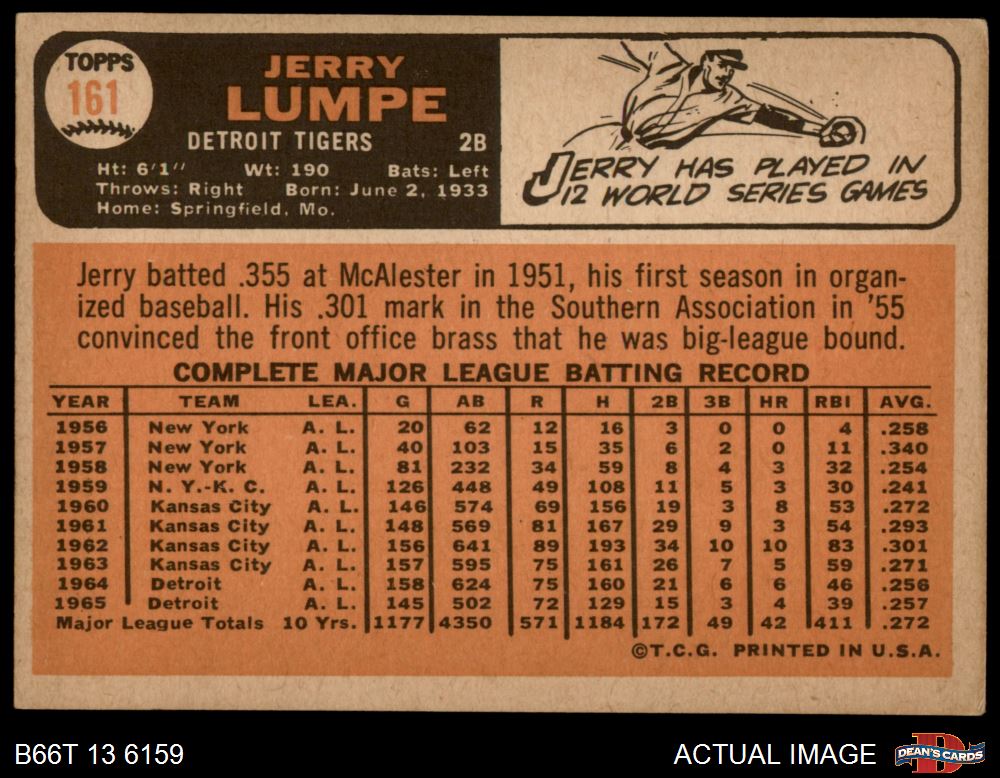 TOPPS
161
JERRY
LUMPE
DETROIT TIGERS 2B
Ht: 6'1" Wt: 190 Bats: Left
Throws: Right Born: June 2, 1933
Home: Springfield, Mo.
JERRY HAS PLAYED IN
12 WORLD SERIES GAMES
Jerry batted .355 at McAlester in 1951, his first season in organ-
ized baseball. His .301 mark in the Southern Association in '55
convinced the front office brass that he was big-league bound.
COMPLETE MAJOR LEAGUE BATTING RECORD
YEAR TEAM LEA. G AB R H 2B 3B HR RBI AVG.
1956 New York A. L. 20 62 12 16 3 0 0 4 .258
1957 New York A. L. 40 103 15 35 6 2 0 11 .340
1958 New York A. L. 81 232 34 59 8 4 3 32 .254
1959 N. Y.-K. C. A. L. 126 448 49 108 11 5 3 30 .241
1960 Kansas City A. L. 146 574 69 156 19 3 8 53 .272
1961 Kansas City A. L. 148 569 81 167 29 9 3 54 .293
1962 Kansas City A. L. 156 641 89 193 34 10 10 83 .301
1963 Kansas City A. L. 157 595 75 161 26 7 5 59 .271
1964 Detroit A. L. 158 624 75 160 21 6 6 46 .256
1965 Detroit A. L. 145 502 72 129 15 3 4 39 .257
Major League Totals 10 Yrs. 1177 4350 571 1184 172 49 42 411 .272
©T.C.G. PRINTED IN U.S.A.
B66T 13 6159
ACTUAL IMAGE
DEAN'S CARDS